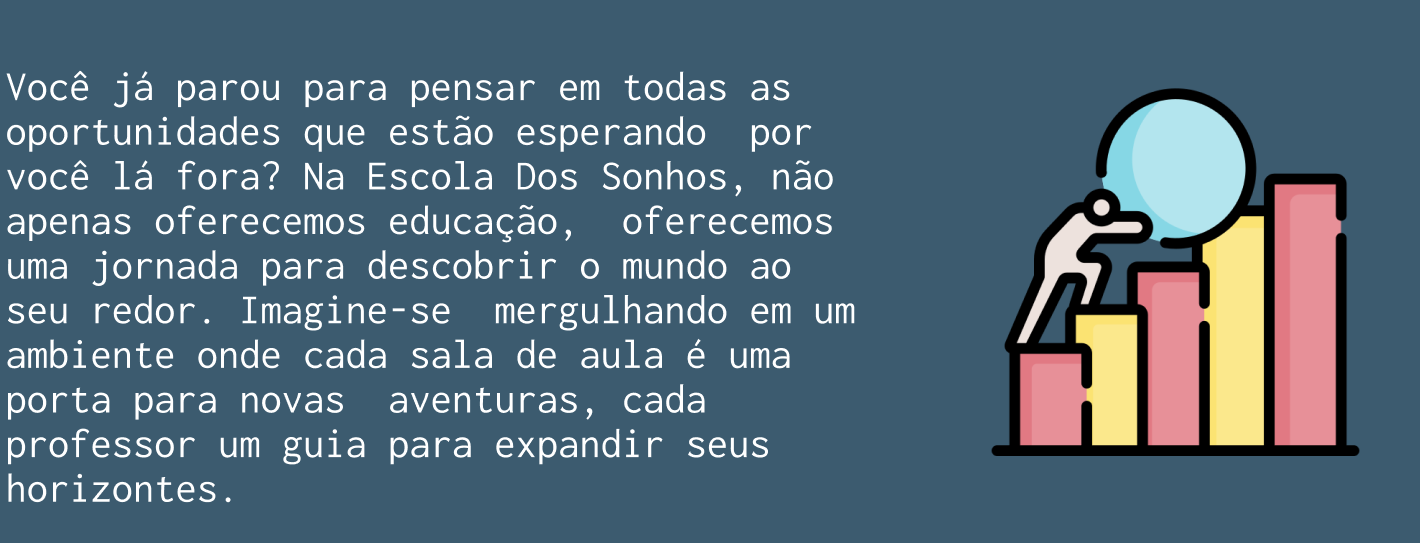 Você já parou para pensar em todas as
oportunidades que estão esperando  por
você lá fora? Na Escola Dos Sonhos, não
apenas oferecemos educação,  oferecemos
uma jornada para descobrir o mundo ao
seu redor. Imagine-se  mergulhando em um
ambiente onde cada sala de aula é uma
porta para novas  aventuras, cada
professor um guia para expandir seus
horizontes.